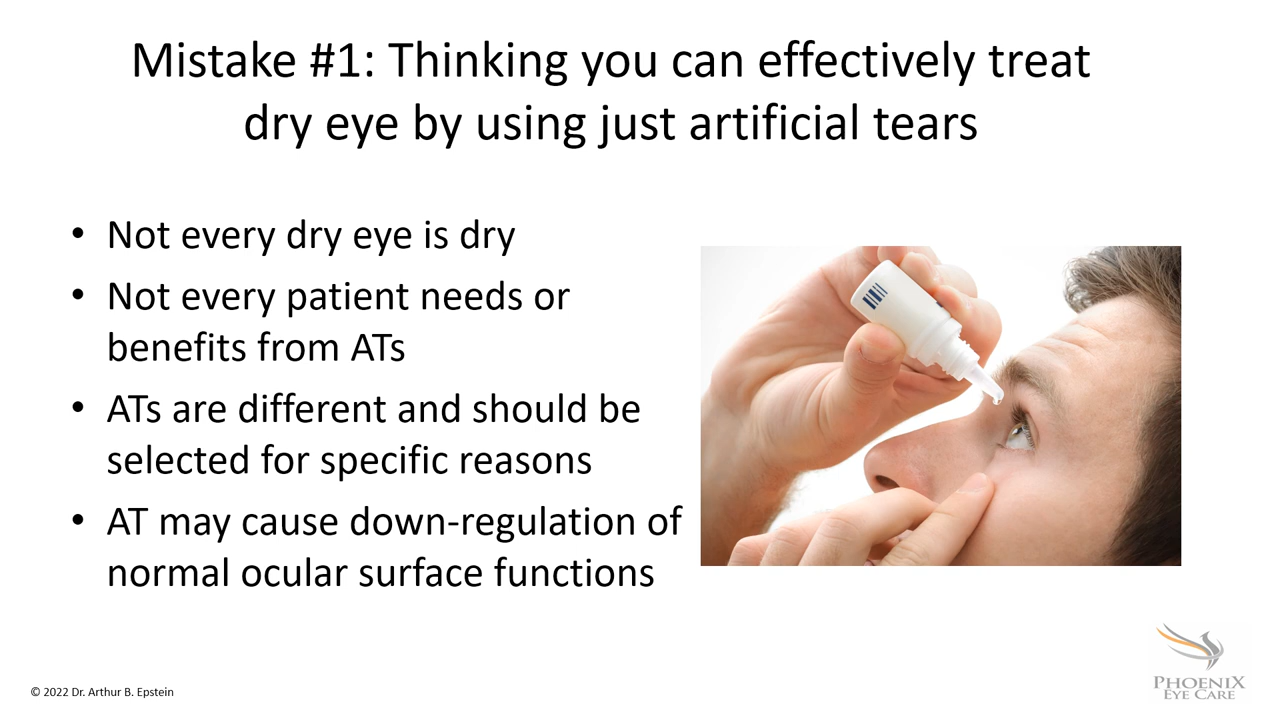 Mistake #1: Thinking you can effectively treat
dry eye by using just artificial tears
• Not every dry eye is dry
• Not every patient needs or
benefits from ATs
• ATs are different and should be
selected for specific reasons
• AT may cause down-regulation of
normal ocular surface functions
© 2022 Dr. Arthur B. Epstein
PHOENIX
EYE CARE